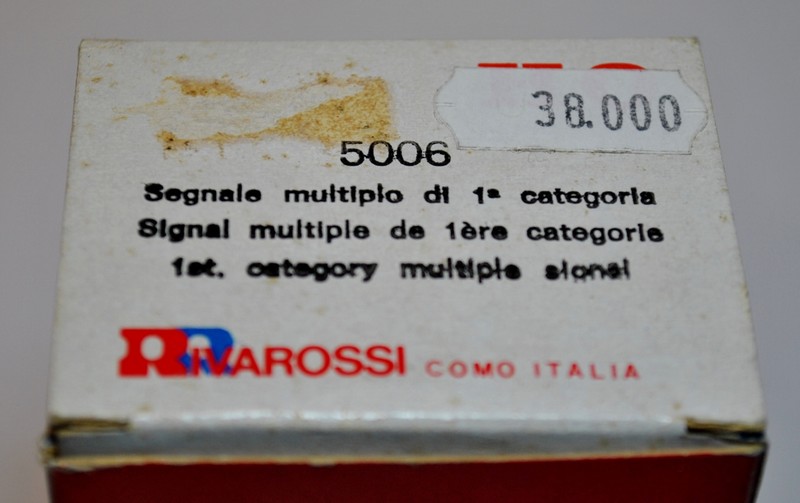 38.000
5006
Segnale multiplo di 1ª categoria
Signal multiple de 1ère categorie
1st. category multiple signal
RIVAROSSI COMO ITALIA